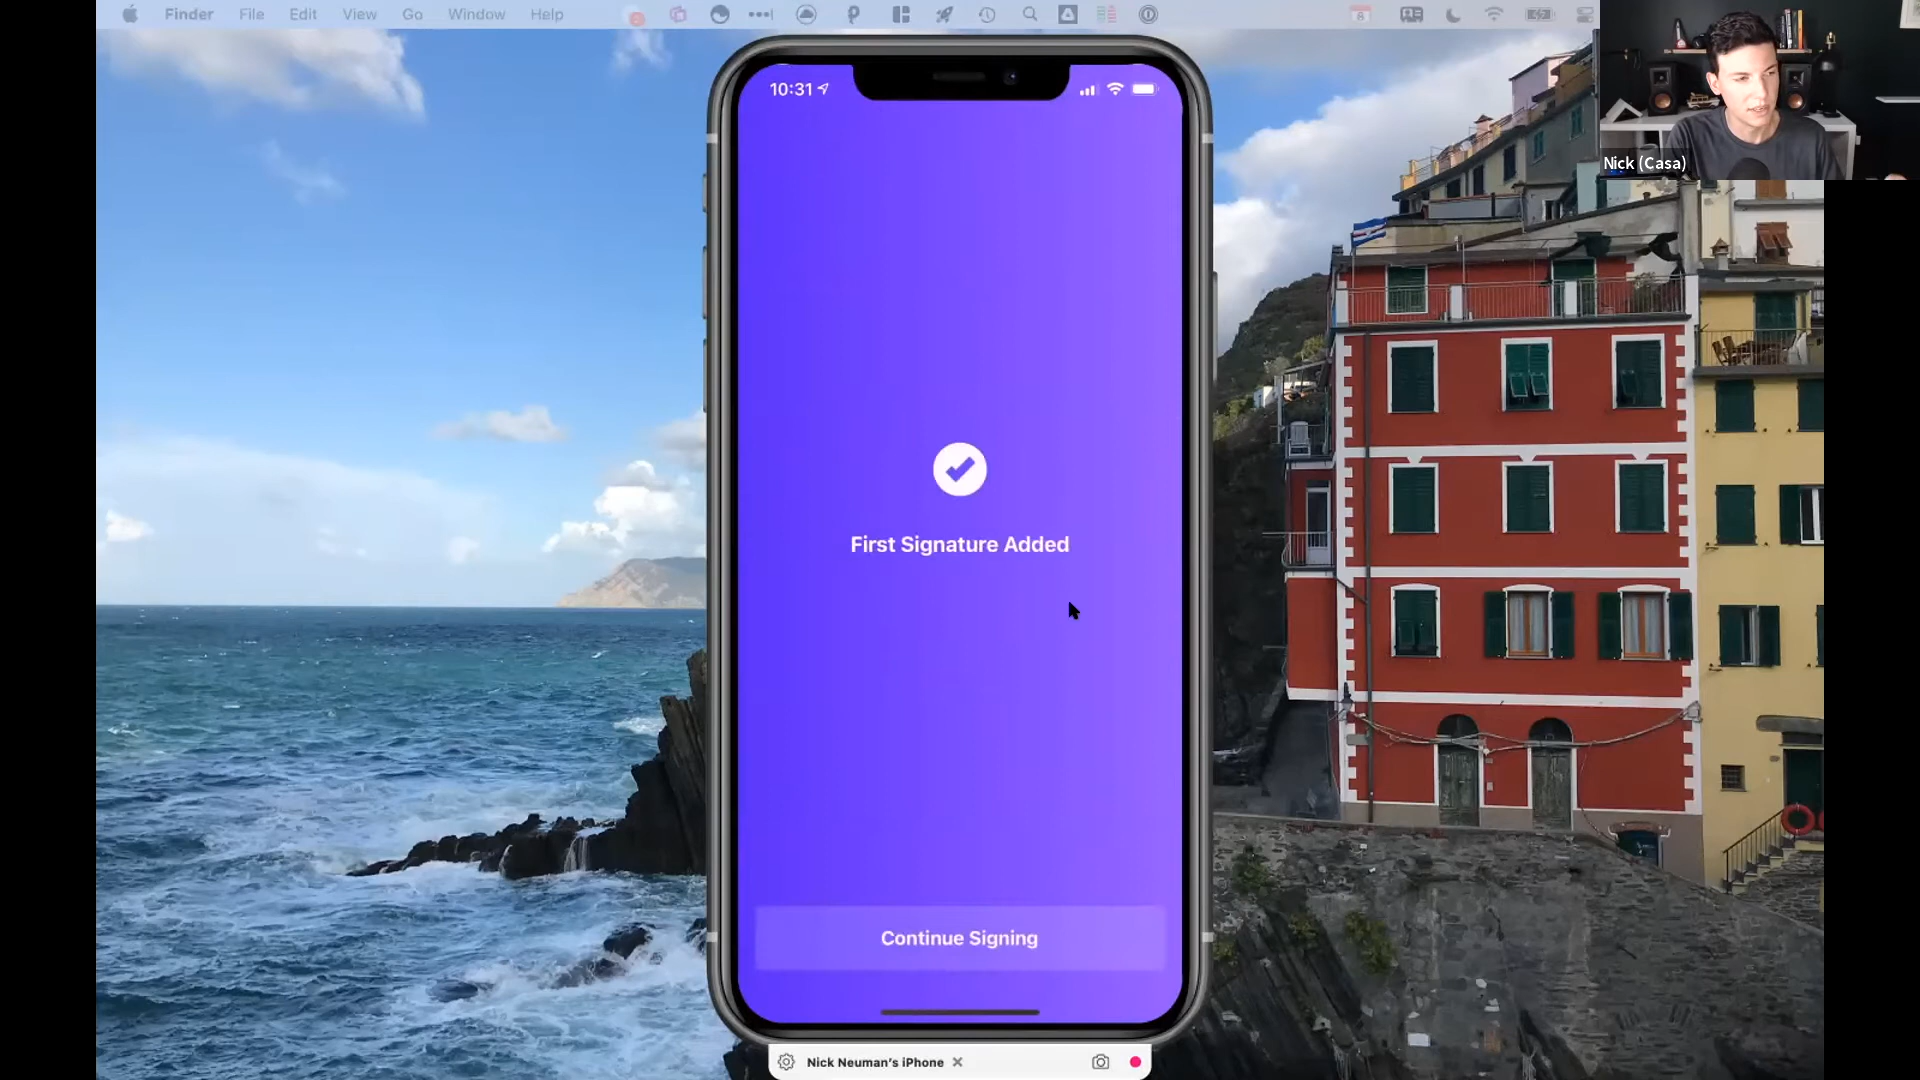 Finder File Edit View Go Window Help
8
10:31
Nick (Casa)
First Signature Added
Continue Signing
Nick Neuman's iPhone